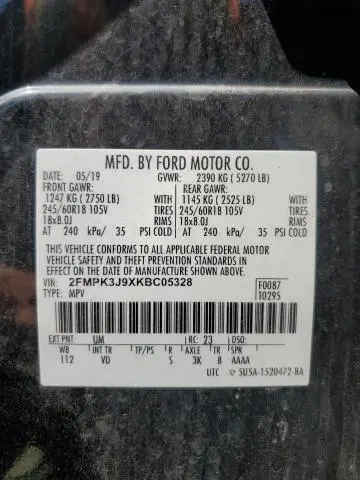 MFD. BY FORD MOTOR CO.
DATE: 05/19 GVWR: 2390 KG ( 5270 LB)
FRONT GAWR: REAR GAWR:
1247 KG ( 2750 LB) WITH 1145 KG ( 2525 LB) WITH
245/60R18 105V TIRES 245/60R18 105V TIRES
18x8.0J RIMS 18x8.0J RIMS
AT 240 kPa/ 35 PSI COLD AT 240 kPa/ 35 PSI COLD
THIS VEHICLE CONFORMS TO ALL APPLICABLE FEDERAL MOTOR
VEHICLE SAFETY AND THEFT PREVENTION STANDARDS IN
EFFECT ON THE DATE OF MANUFACTURE SHOWN ABOVE.
VIN: 2FMPK3J9XKBC05328 F0087
TYPE: MPV T0295
EXT PNT: UM RC: 23 DSO:
WB INT TR TP/PS R AXLE TR SPR
112 VD S 3K 8 AAAA
UTC SU5A-1520472-BA